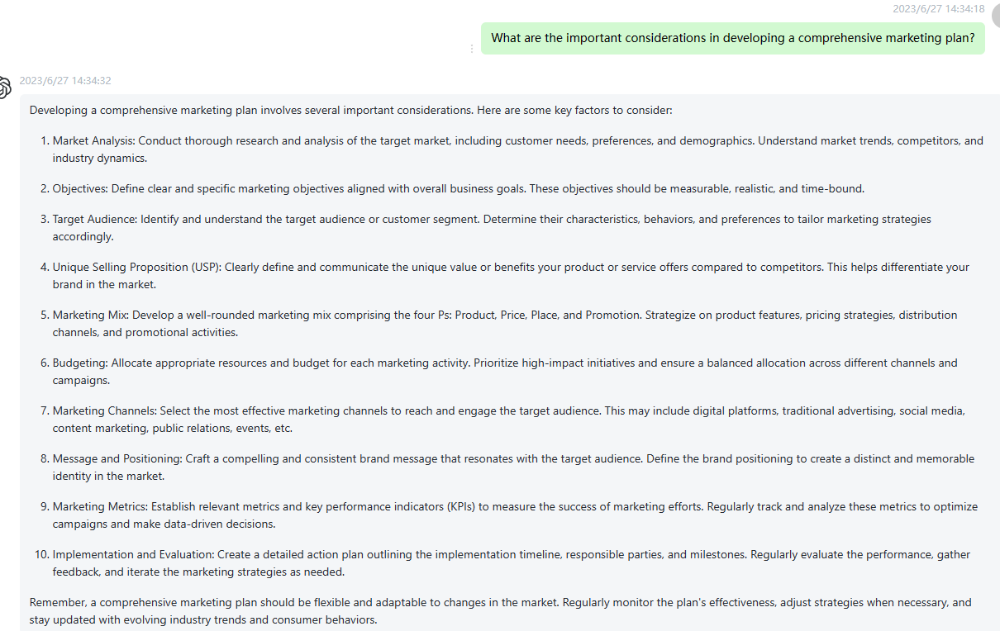 2023/6/27 14:34:18
What are the important considerations in developing a comprehensive marketing plan?
2023/6/27 14:34:32
Developing a comprehensive marketing plan involves several important considerations. Here are some key factors to consider:
1. Market Analysis: Conduct thorough research and analysis of the target market, including customer needs, preferences, and demographics. Understand market trends, competitors, and
industry dynamics.
2. Objectives: Define clear and specific marketing objectives aligned with overall business goals. These objectives should be measurable, realistic, and time-bound.
3. Target Audience: Identify and understand the target audience or customer segment. Determine their characteristics, behaviors, and preferences to tailor marketing strategies
accordingly.
4. Unique Selling Proposition (USP): Clearly define and communicate the unique value or benefits your product or service offers compared to competitors. This helps differentiate your
brand in the market.
5. Marketing Mix: Develop a well-rounded marketing mix comprising the four Ps: Product, Price, Place, and Promotion. Strategize on product features, pricing strategies, distribution
channels, and promotional activities.
6. Budgeting: Allocate appropriate resources and budget for each marketing activity. Prioritize high-impact initiatives and ensure a balanced allocation across different channels and
campaigns.
7. Marketing Channels: Select the most effective marketing channels to reach and engage the target audience. This may include digital platforms, traditional advertising, social media,
content marketing, public relations, events, etc.
8. Message and Positioning: Craft a compelling and consistent brand message that resonates with the target audience. Define the brand positioning to create a distinct and memorable
identity in the market.
9. Marketing Metrics: Establish relevant metrics and key performance indicators (KPIs) to measure the success of marketing efforts. Regularly track and analyze these metrics to optimize
campaigns and make data-driven decisions.
10. Implementation and Evaluation: Create a detailed action plan outlining the implementation timeline, responsible parties, and milestones. Regularly evaluate the performance, gather
feedback, and iterate the marketing strategies as needed.
Remember, a comprehensive marketing plan should be flexible and adaptable to changes in the market. Regularly monitor the plan's effectiveness, adjust strategies when necessary, and
stay updated with evolving industry trends and consumer behaviors.